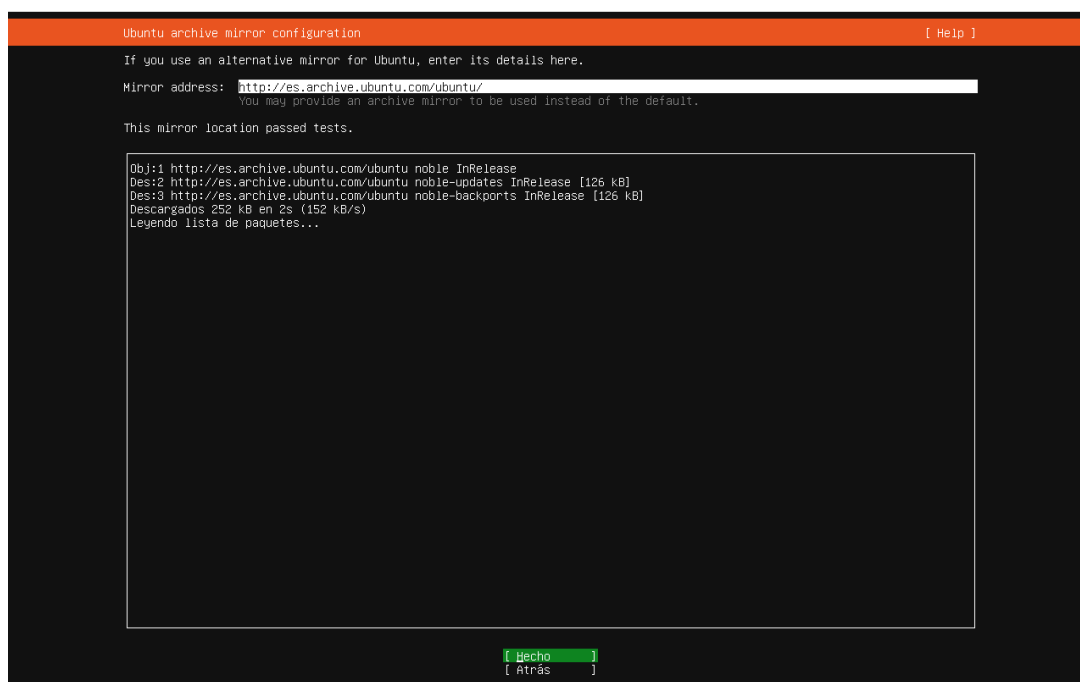 Ubuntu archive mirror configuration [ Help ]
If you use an alternative mirror for Ubuntu, enter its details here.
Mirror address: http://es.archive.ubuntu.com/ubuntu/
You may provide an archive mirror to be used instead of the default.
This mirror location passed tests.
Obj:1 http://es.archive.ubuntu.com/ubuntu noble InRelease
Des:2 http://es.archive.ubuntu.com/ubuntu noble-updates InRelease [126 kB]
Des:3 http://es.archive.ubuntu.com/ubuntu noble-backports InRelease [126 kB]
Descargados 252 kB en 2s (152 kB/s)
Leyendo lista de paquetes...
[ Hecho ]
[ Atrás ]